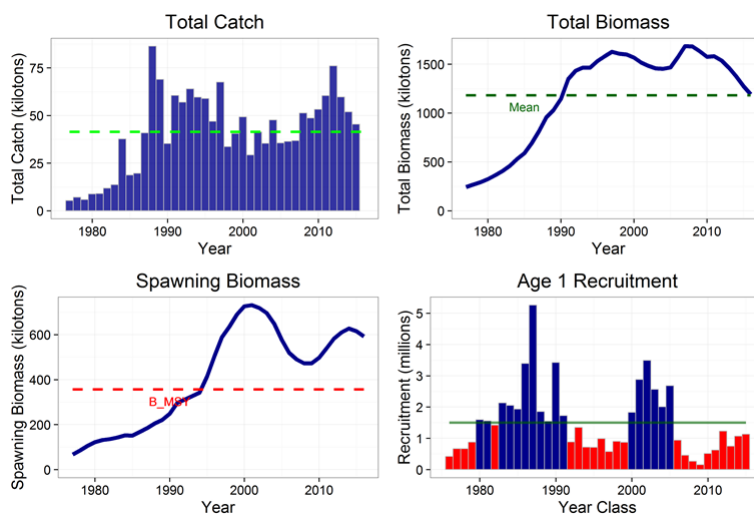 Total Catch
Total Catch (kilotons)
75
50
25
0
1980
1990
2000
2010
Year
Total Biomass
Total Biomass (kilotons)
1500
1000
500
0
Mean
1980
1990
2000
2010
Year
Spawning Biomass
Spawning Biomass (kilotons)
600
400
200
0
B_MSY
1980
1990
2000
2010
Year
Age 1 Recruitment
Recruitment (millions)
5
4
3
2
1
0
1980
1990
2000
2010
Year Class